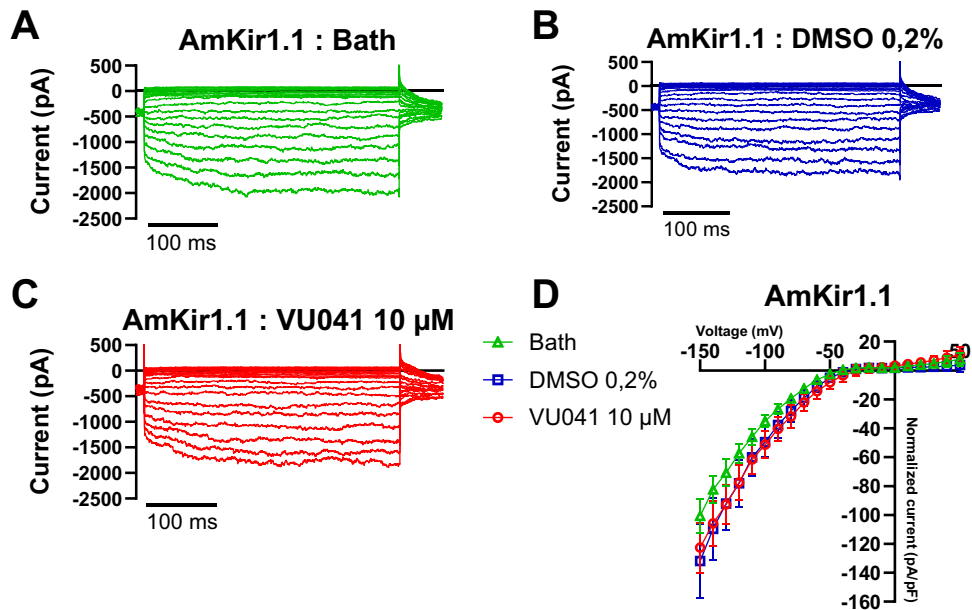 A
AmKir1.1 : Bath
Current (pA)
500
0
-500
-1000
-1500
-2000
-2500
100 ms
B
AmKir1.1 : DMSO 0,2%
Current (pA)
500
0
-500
-1000
-1500
-2000
-2500
100 ms
C
AmKir1.1 : VU041 10 µM
Current (pA)
500
0
-500
-1000
-1500
-2000
-2500
100 ms
Bath
DMSO 0,2%
VU041 10 µM
D
AmKir1.1
Voltage (mV)
-150
-100
-50
50
20
-20
-40
-60
-80
-100
-120
-140
-160
Normalized current (pA/pF)